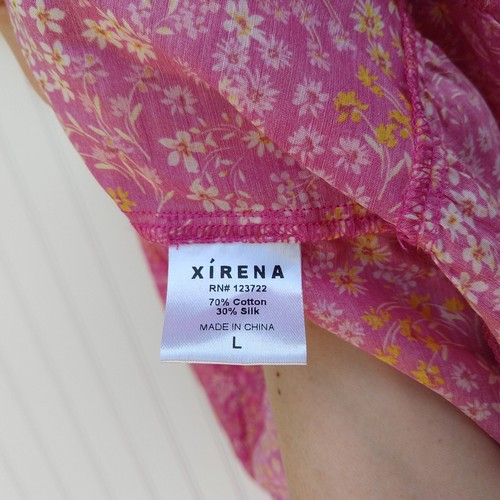 XÍRENA
RN# 123722
70% Cotton
30% Silk
MADE IN CHINA
L